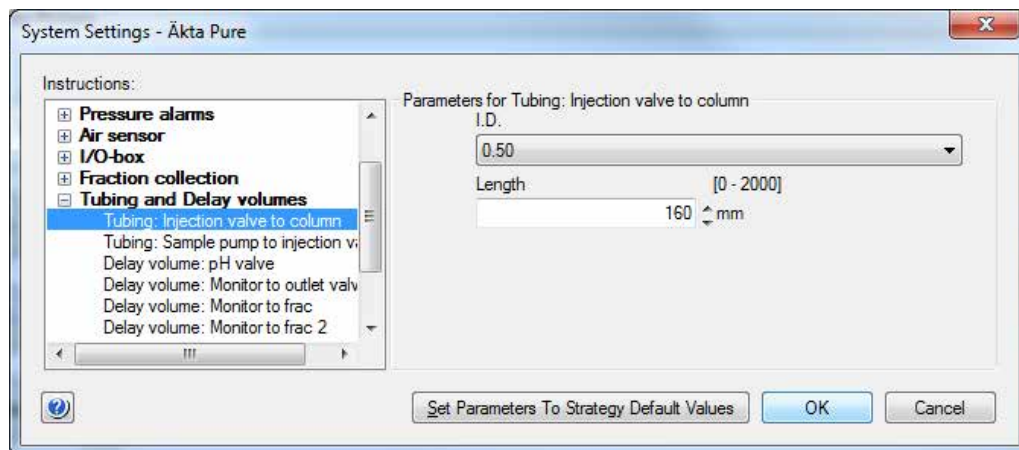 System Settings - Äkta Pure
Instructions:
Pressure alarms
Air sensor
I/O-box
Fraction collection
Tubing and Delay volumes
Tubing: Injection valve to column
Tubing: Sample pump to injection va
Delay volume: pH valve
Delay volume: Monitor to outlet valv
Delay volume: Monitor to frac
Delay volume: Monitor to frac 2
Parameters for Tubing: Injection valve to column
I.D.
0.50
Length [0 - 2000]
160 mm
Set Parameters To Strategy Default Values OK Cancel